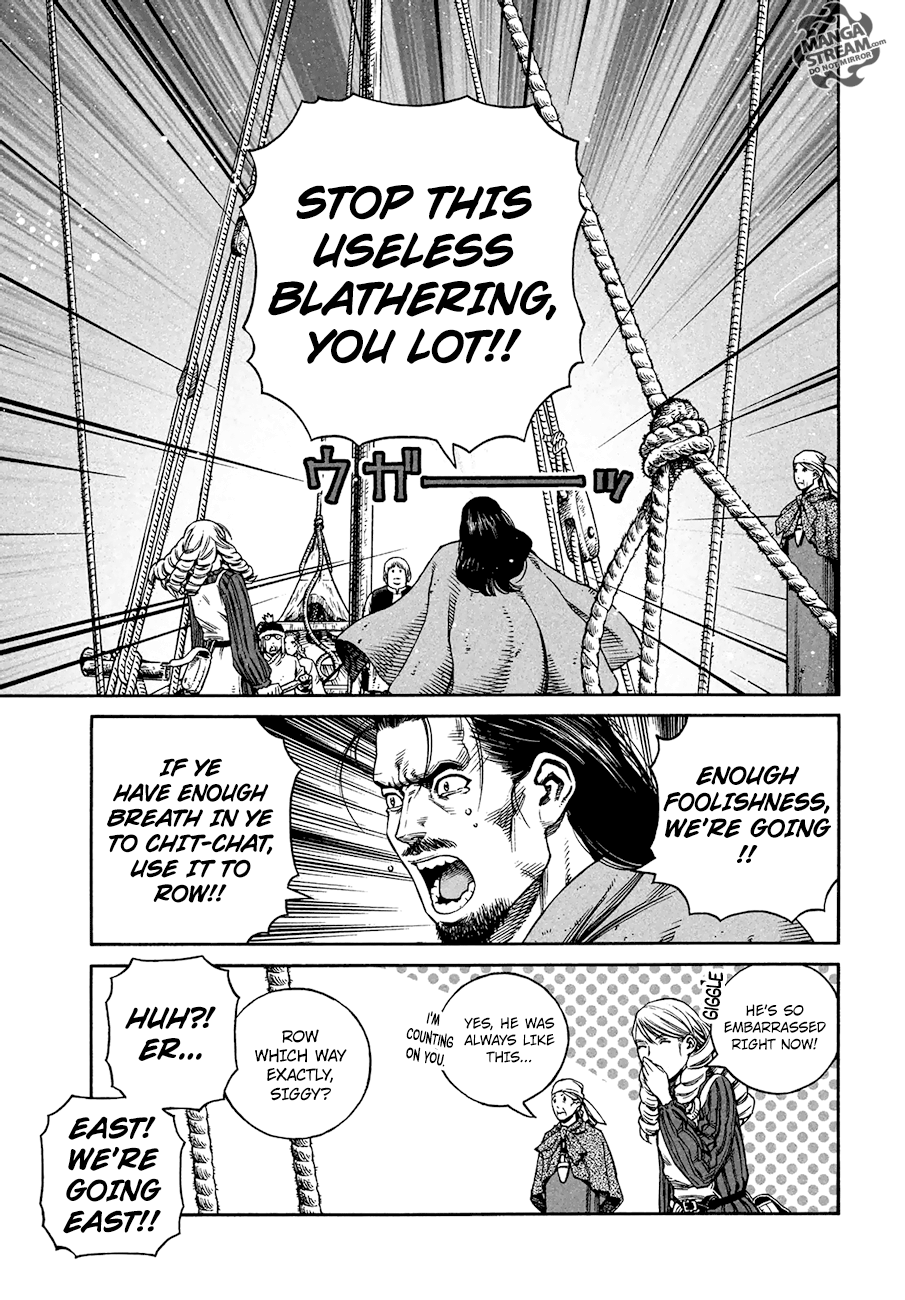 MANGA
STREAM.com
DO NOT MIRROR
STOP THIS
USELESS
BLATHERING,
YOU LOT!!
ウガーーッ
ENOUGH
FOOLISHNESS,
WE'RE GOING
!!
IF YE
HAVE ENOUGH
BREATH IN YE
TO CHIT-CHAT,
USE IT TO
ROW!!
HE'S SO
EMBARRASSED
RIGHT NOW!
GIGGLE
YES, HE WAS
ALWAYS LIKE
THIS...
I'M
COUNTING
ON YOU.
ROW
WHICH WAY
EXACTLY,
SIGGY?
HUH?!
ER...
EAST!
WE'RE
GOING
EAST!!